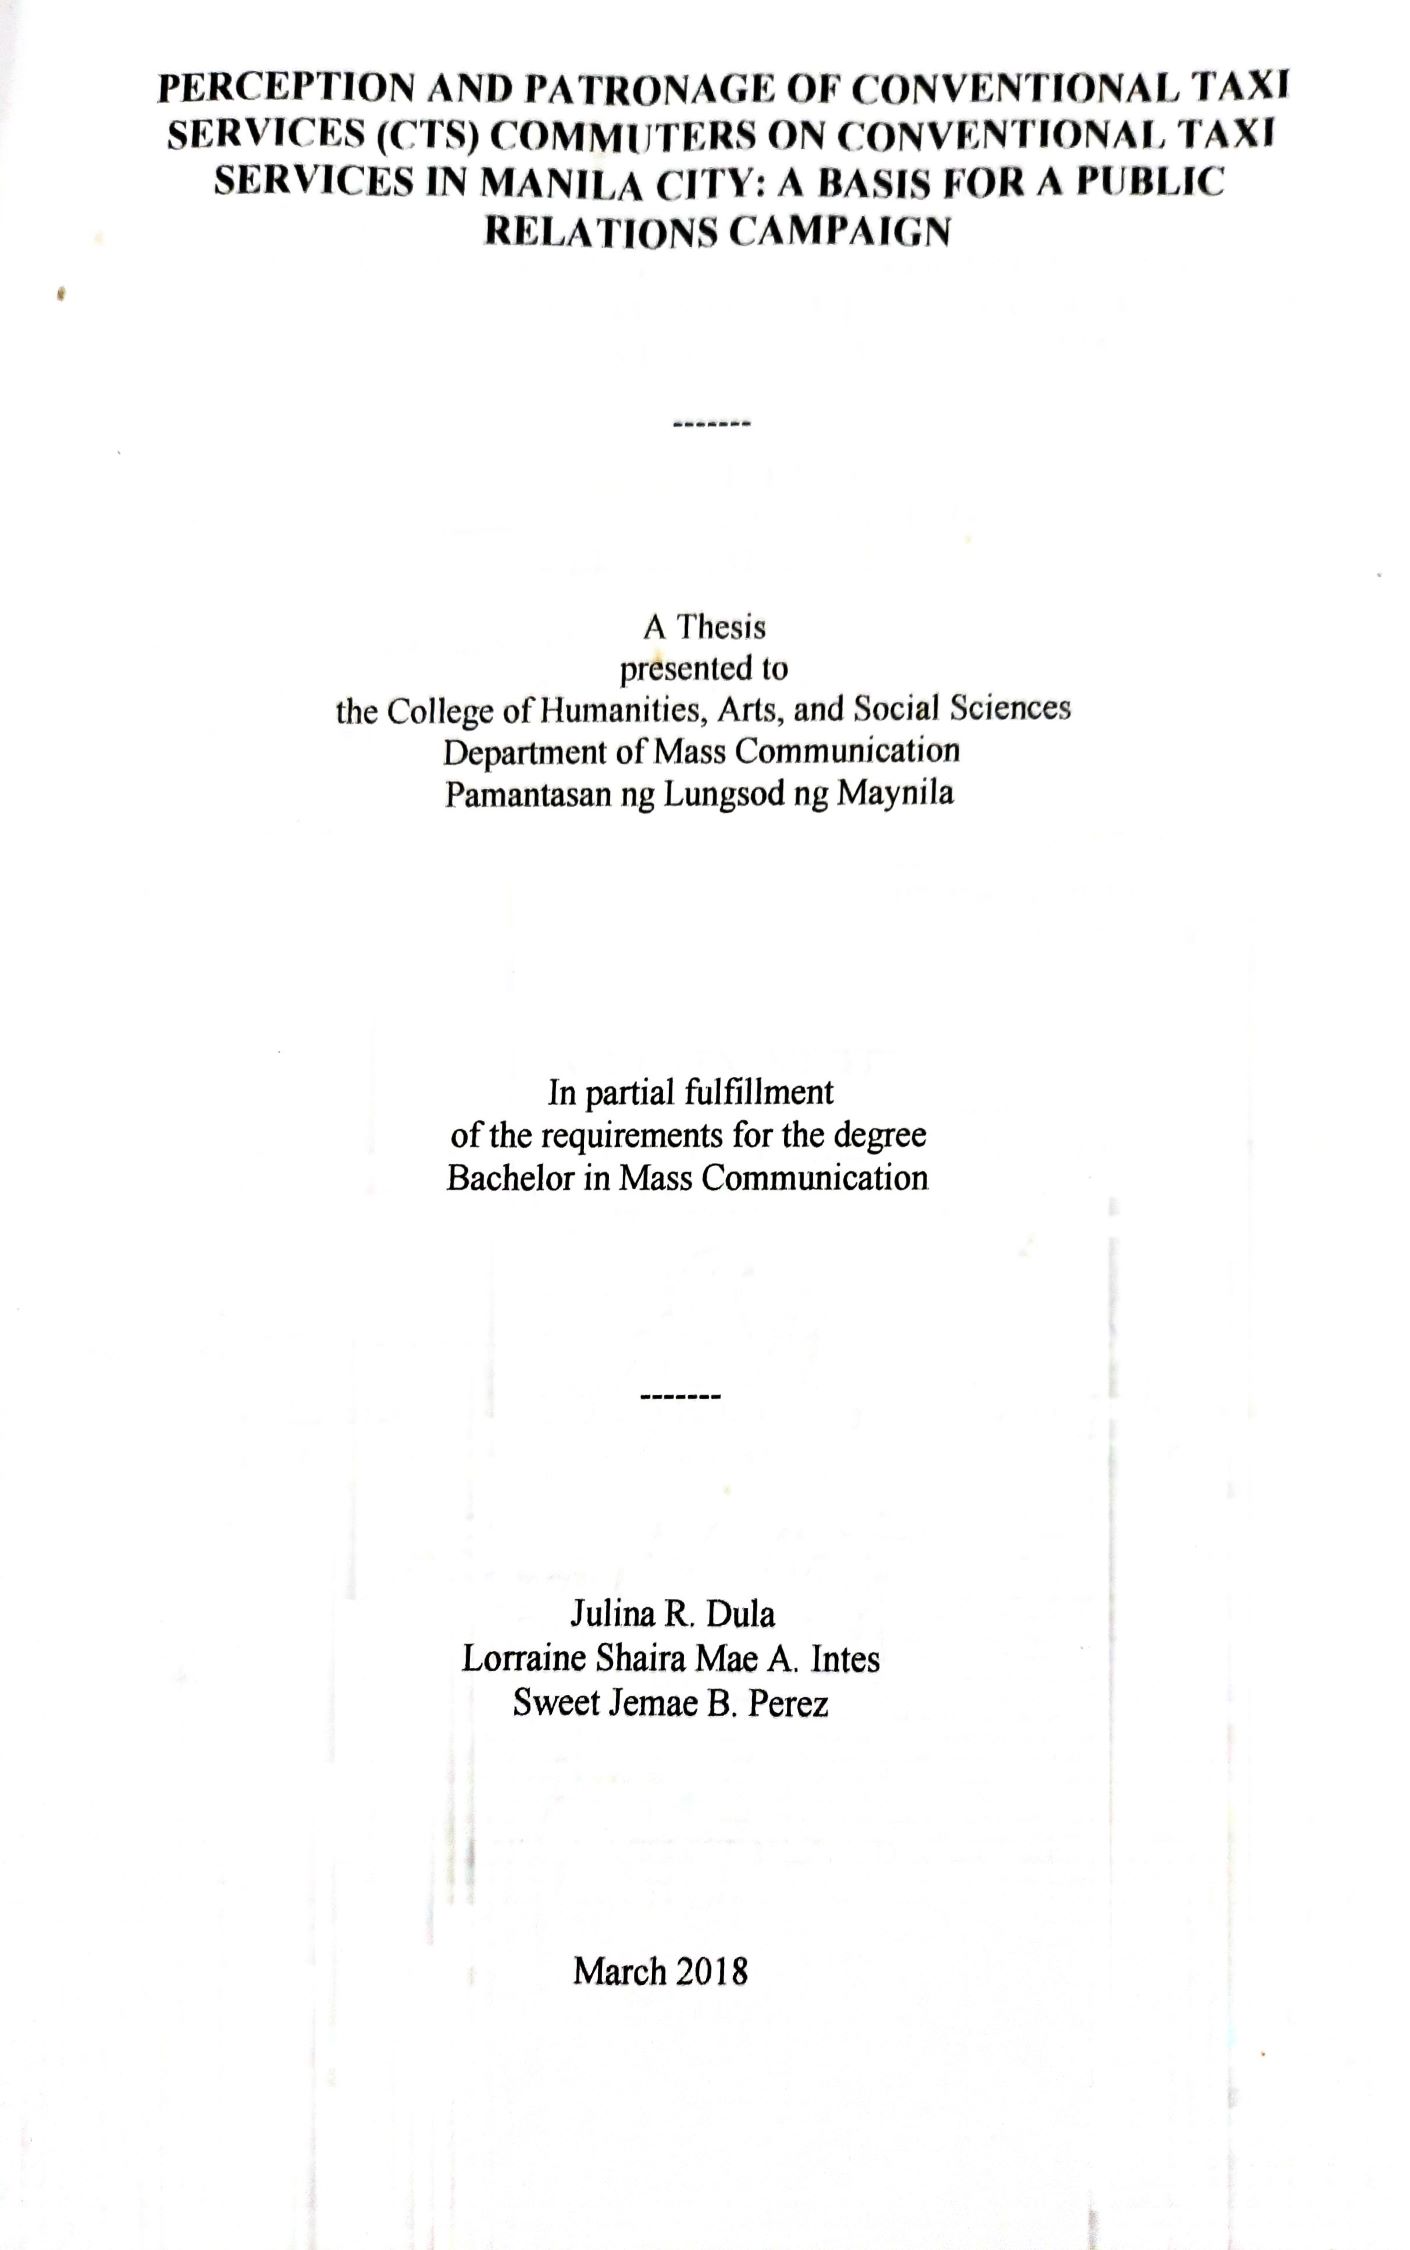 PERCEPTION AND PATRONAGE OF CONVENTIONAL TAXI
SERVICES (CTS) COMMUTERS ON CONVENTIONAL TAXI
SERVICES IN MANILA CITY: A BASIS FOR A PUBLIC
RELATIONS CAMPAIGN
-------
A Thesis
presented to
the College of Humanities, Arts, and Social Sciences
Department of Mass Communication
Pamantasan ng Lungsod ng Maynila
In partial fulfillment
of the requirements for the degree
Bachelor in Mass Communication
-------
Julina R. Dula
Lorraine Shaira Mae A. Intes
Sweet Jemae B. Perez
March 2018